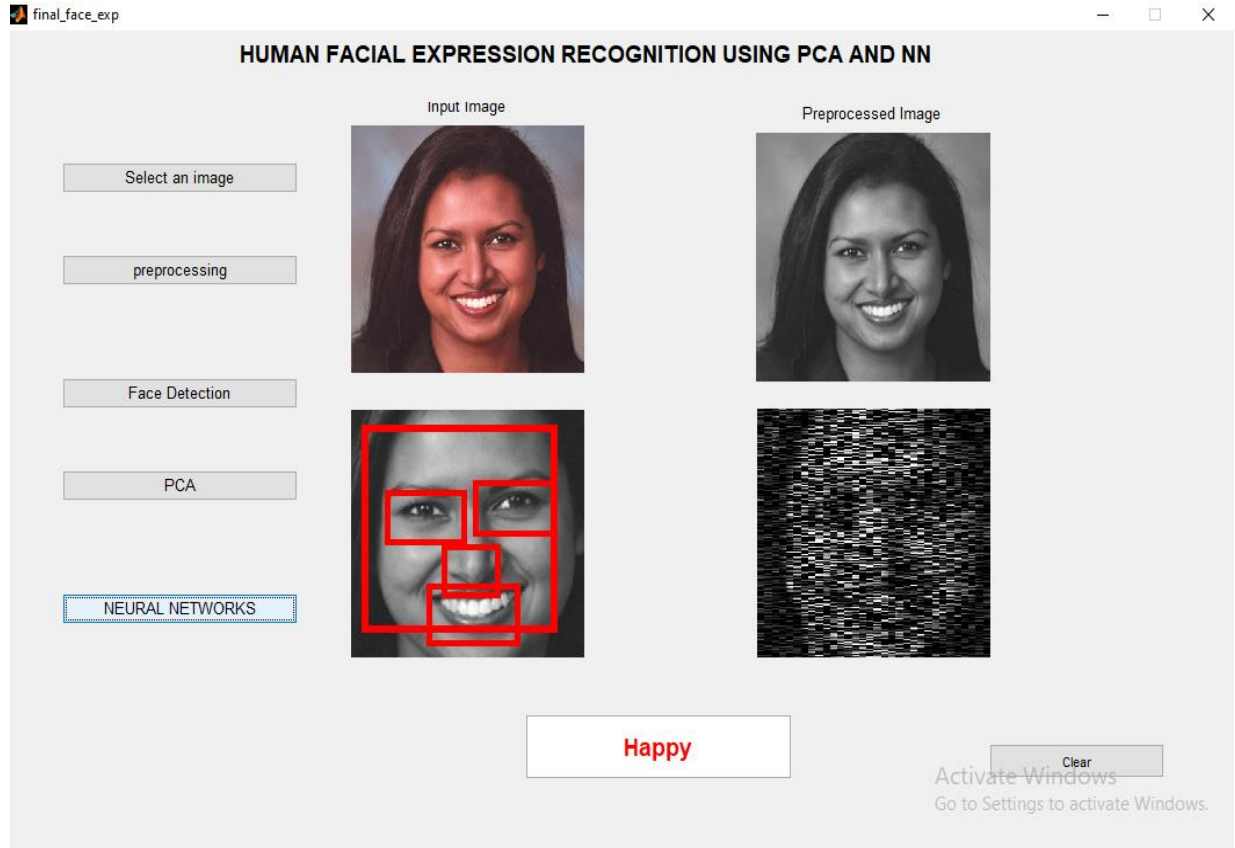 final_face_exp
HUMAN FACIAL EXPRESSION RECOGNITION USING PCA AND NN
Input Image
Preprocessed Image
Select an image
preprocessing
Face Detection
PCA
NEURAL NETWORKS
Happy
Clear
Activate Windows
Go to Settings to activate Windows.